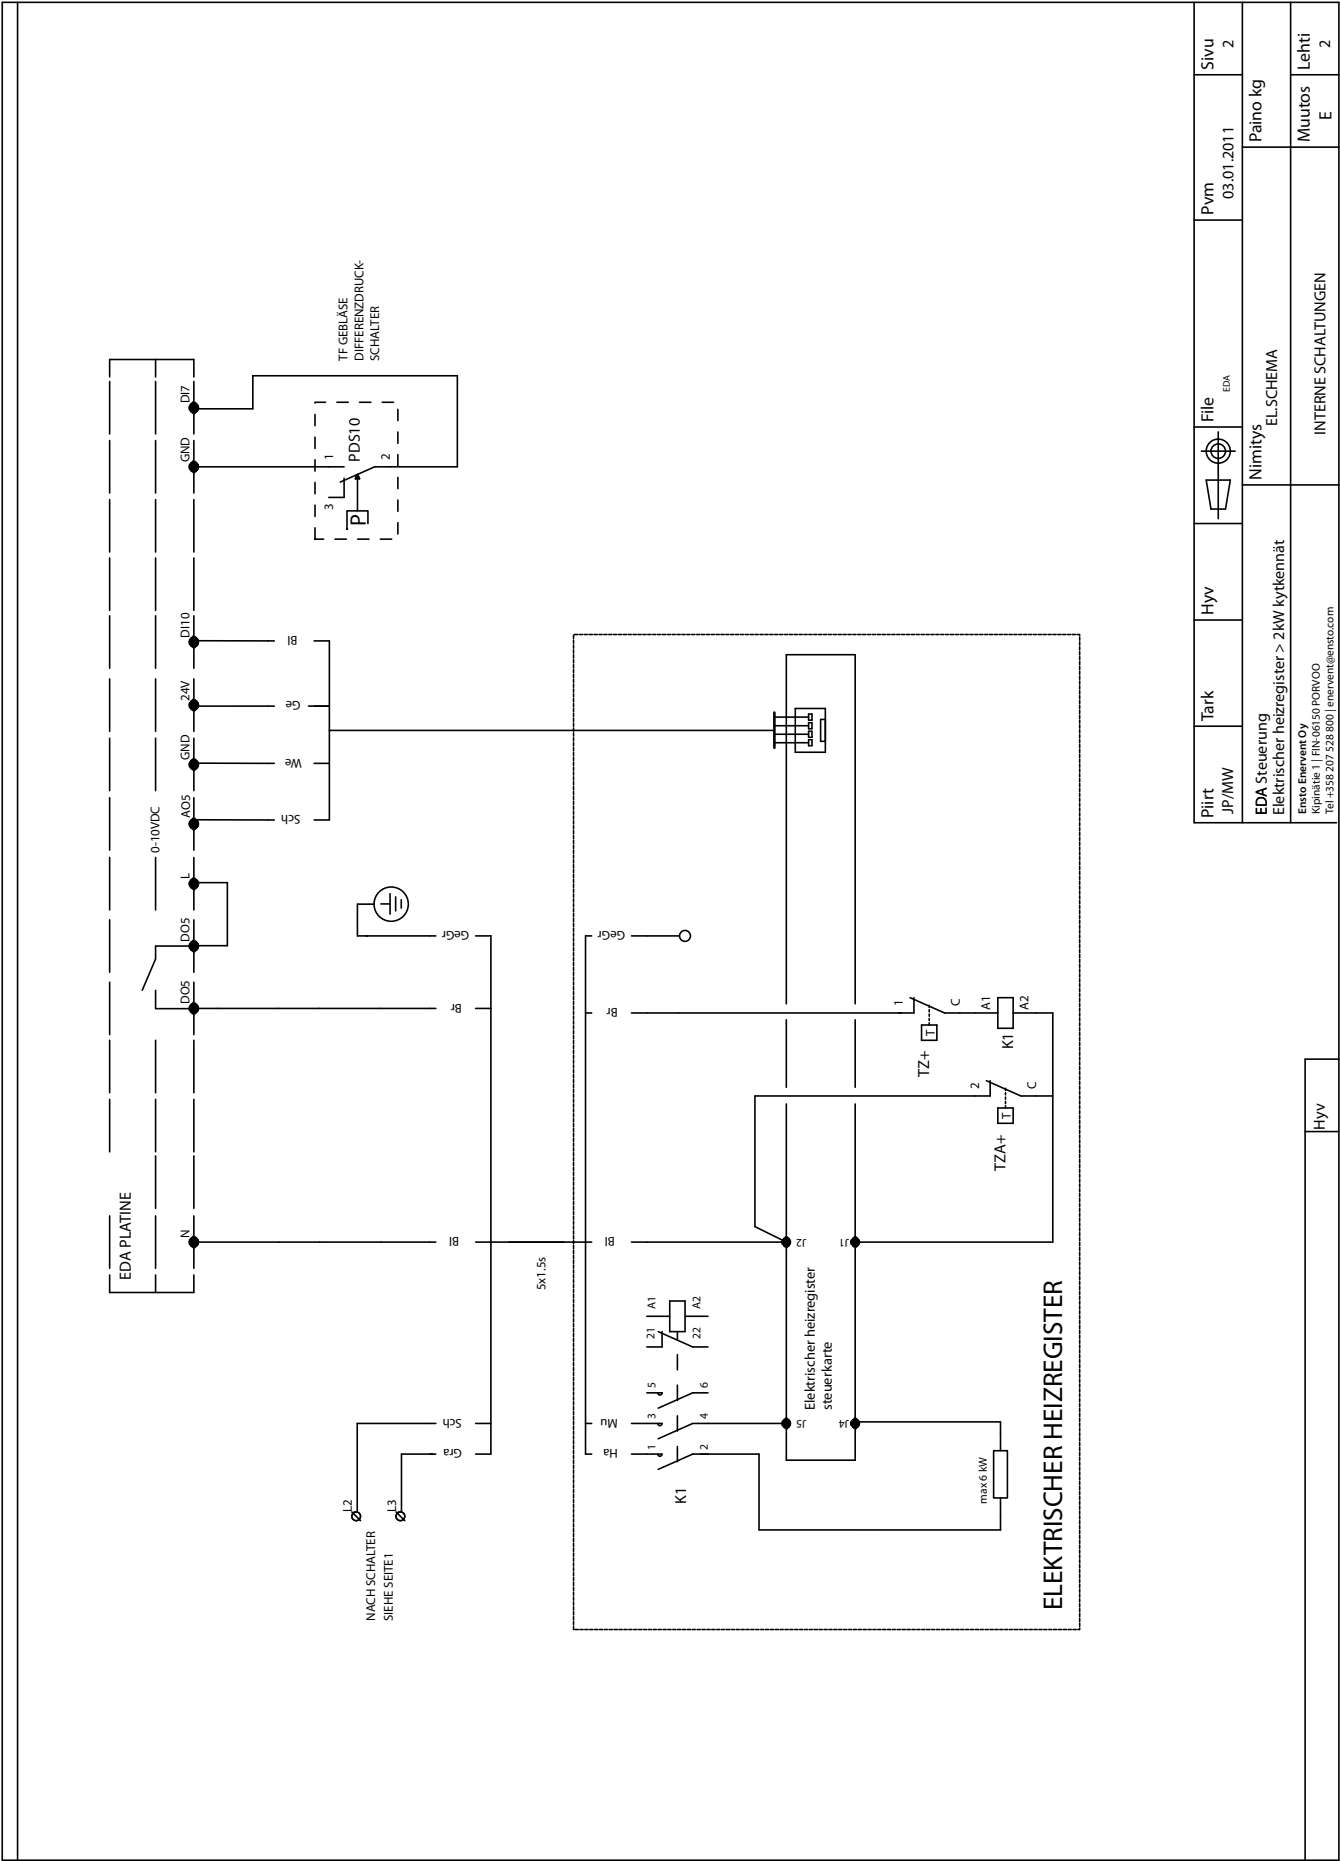 EDA PLATINE
0-10VDC
N
DO5
DO5
L
AO5
GND
24V
DI10
GND
DI7
Sch
We
Ge
Bl
1
3
2
P
PDS10
TF GEBLÄSE
DIFFERENZDRUCK-
SCHALTER
L2
L3
NACH SCHALTER
SIEHE SEITE1
Gra
Sch
Bl
Br
GeGr
5x1.5s
Ha
Mu
Bl
Br
GeGr
1
3
5
21
A1
2
4
6
22
A2
K1
J5
J4
J2
J1
Elektrischer heizregister
steuerkarte
1
T
C
TZ+
A1
A2
K1
2
T
C
TZA+
max 6 kW
ELEKTRISCHER HEIZREGISTER
Piirt
JP/MW
Tark
Hyv
File
EDA
Pvm
03.01.2011
Sivu
2
EDA Steuerung
Elektrischer heizregister > 2kW kytkennät
Nimitys
EL.SCHEMA
Paino kg
Ensto Enervent Oy
Kipinätie 1 | FIN-06150 PORVOO
Tel +358 207 528 800 | enervent@ensto.com
INTERNE SCHALTUNGEN
Muutos
E
Lehti
2
Hyv